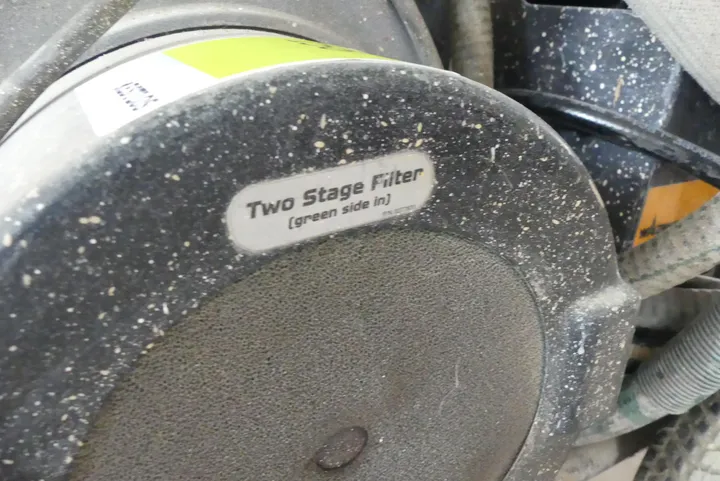 Two Stage Filter
(green side in)